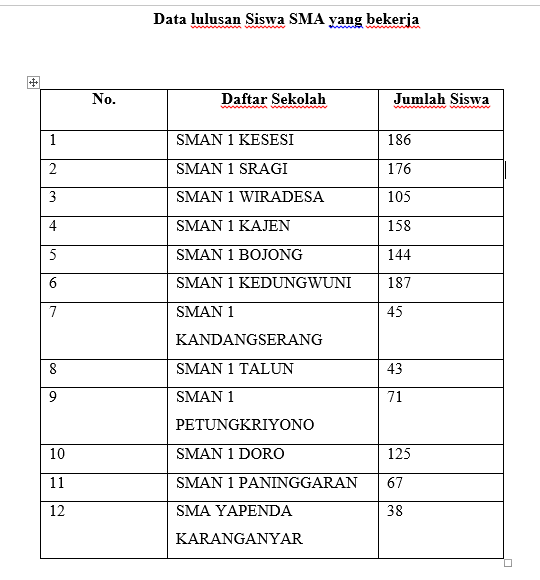 Data lulusan Siswa SMA yang bekerja
No. Daftar Sekolah Jumlah Siswa
1 SMAN 1 KESESI 186
2 SMAN 1 SRAGI 176
3 SMAN 1 WIRADESA 105
4 SMAN 1 KAJEN 158
5 SMAN 1 BOJONG 144
6 SMAN 1 KEDUNGWUNI 187
7 SMAN 1 45
KANDANGSERANG
8 SMAN 1 TALUN 43
9 SMAN 1 71
PETUNGKRIYONO
10 SMAN 1 DORO 125
11 SMAN 1 PANINGGARAN 67
12 SMA YAPENDA 38
KARANGANYAR